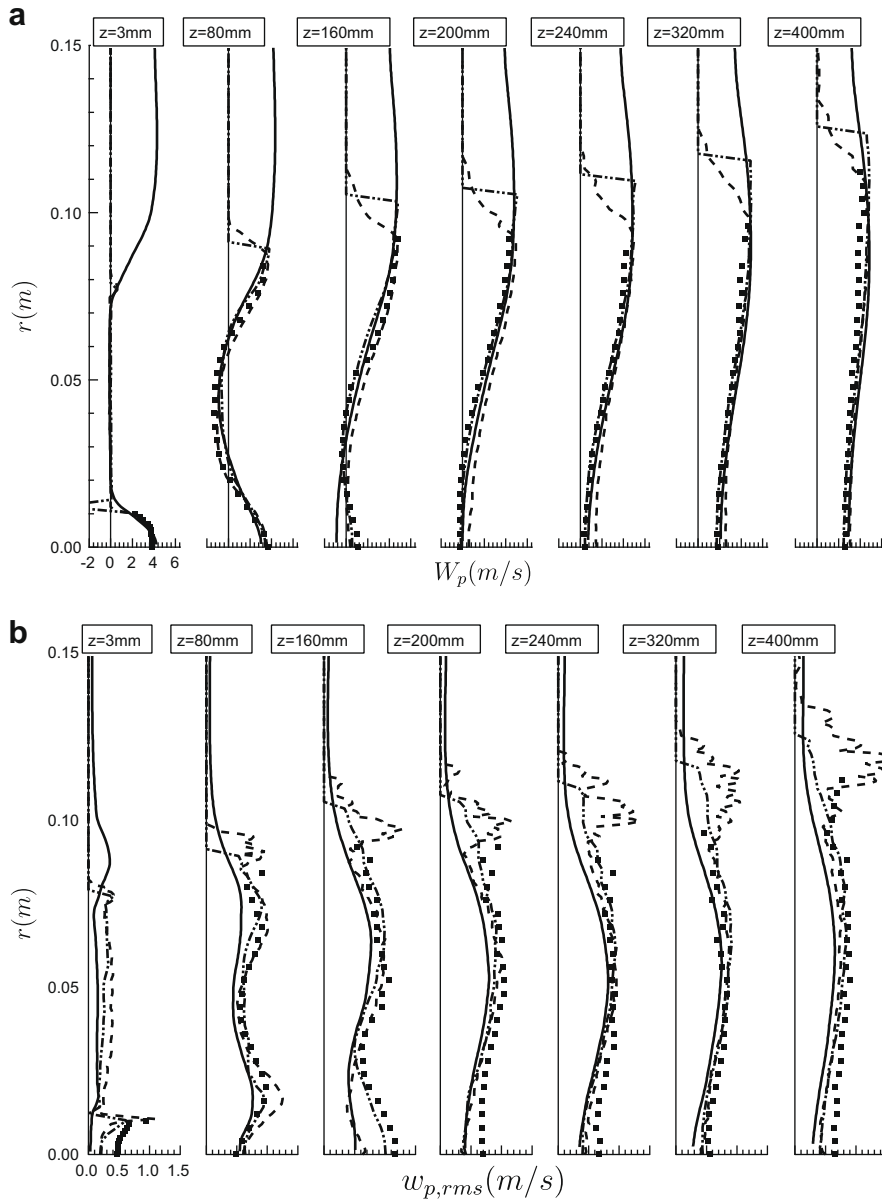 a
z=3mm z=80mm z=160mm z=200mm z=240mm z=320mm z=400mm
0.15
0.10
r(m)
0.05
0.00
-2 0 2 4 6
W_p(m/s)
b
z=3mm z=80mm z=160mm z=200mm z=240mm z=320mm z=400mm
0.15
0.10
r(m)
0.05
0.00
0.0 0.5 1.0 1.5
w_{p,rms}(m/s)